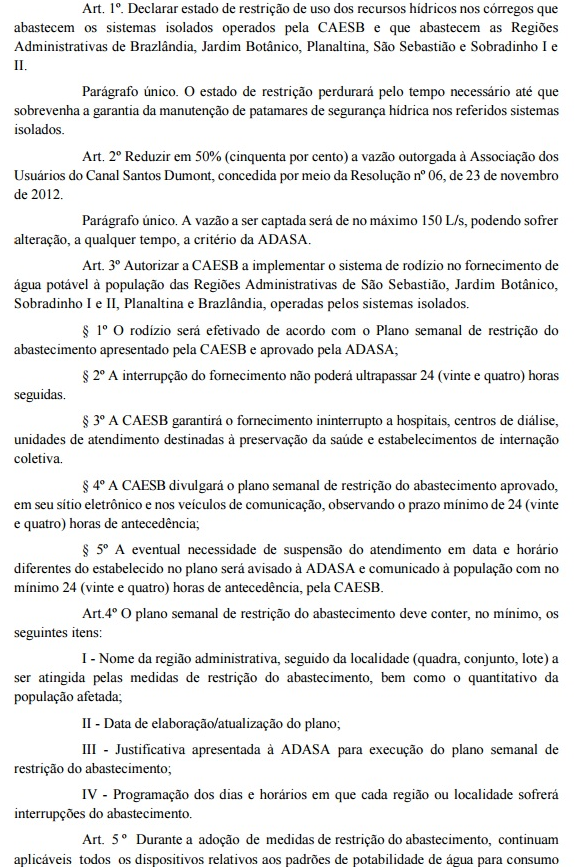 Art. 1º. Declarar estado de restrição de uso dos recursos hídricos nos córregos que
abastecem os sistemas isolados operados pela CAESB e que abastecem as Regiões
Administrativas de Brazlândia, Jardim Botânico, Planaltina, São Sebastião e Sobradinho I e
II.
Parágrafo único. O estado de restrição perdurará pelo tempo necessário até que
sobrevenha a garantia da manutenção de patamares de segurança hídrica nos referidos sistemas
isolados.
Art. 2º Reduzir em 50% (cinquenta por cento) a vazão outorgada à Associação dos
Usuários do Canal Santos Dumont, concedida por meio da Resolução nº 06, de 23 de novembro
de 2012.
Parágrafo único. A vazão a ser captada será de no máximo 150 L/s, podendo sofrer
alteração, a qualquer tempo, a critério da ADASA.
Art. 3º Autorizar a CAESB a implementar o sistema de rodízio no fornecimento de
água potável à população das Regiões Administrativas de São Sebastião, Jardim Botânico,
Sobradinho I e II, Planaltina e Brazlândia, operadas pelos sistemas isolados.
§ 1º O rodízio será efetivado de acordo com o Plano semanal de restrição do
abastecimento apresentado pela CAESB e aprovado pela ADASA;
§ 2º A interrupção do fornecimento não poderá ultrapassar 24 (vinte e quatro) horas
seguidas.
§ 3º A CAESB garantirá o fornecimento ininterrupto a hospitais, centros de diálise,
unidades de atendimento destinadas à preservação da saúde e estabelecimentos de internação
coletiva.
§ 4º A CAESB divulgará o plano semanal de restrição do abastecimento aprovado,
em seu sítio eletrônico e nos veículos de comunicação, observando o prazo mínimo de 24 (vinte
e quatro) horas de antecedência;
§ 5º A eventual necessidade de suspensão do atendimento em data e horário
diferentes do estabelecido no plano será avisado à ADASA e comunicado à população com no
mínimo 24 (vinte e quatro) horas de antecedência, pela CAESB.
Art.4º O plano semanal de restrição do abastecimento deve conter, no mínimo, os
seguintes itens:
I - Nome da região administrativa, seguido da localidade (quadra, conjunto, lote) a
ser atingida pelas medidas de restrição do abastecimento, bem como o quantitativo da
população afetada;
II - Data de elaboração/atualização do plano;
III - Justificativa apresentada à ADASA para execução do plano semanal de
restrição do abastecimento;
IV - Programação dos dias e horários em que cada região ou localidade sofrerá
interrupções do abastecimento.
Art. 5 º Durante a adoção de medidas de restrição do abastecimento, continuam
aplicáveis todos os dispositivos relativos aos padrões de potabilidade de água para consumo